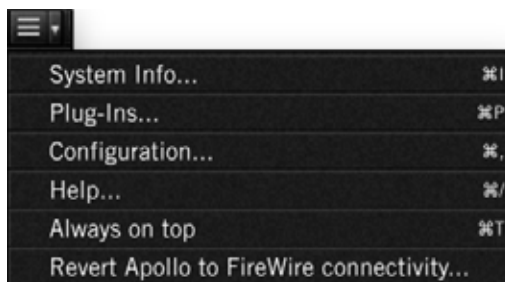 System Info... ⌘I
Plug-Ins... ⌘P
Configuration... ⌘,
Help... ⌘/
Always on top ⌘T
Revert Apollo to FireWire connectivity...